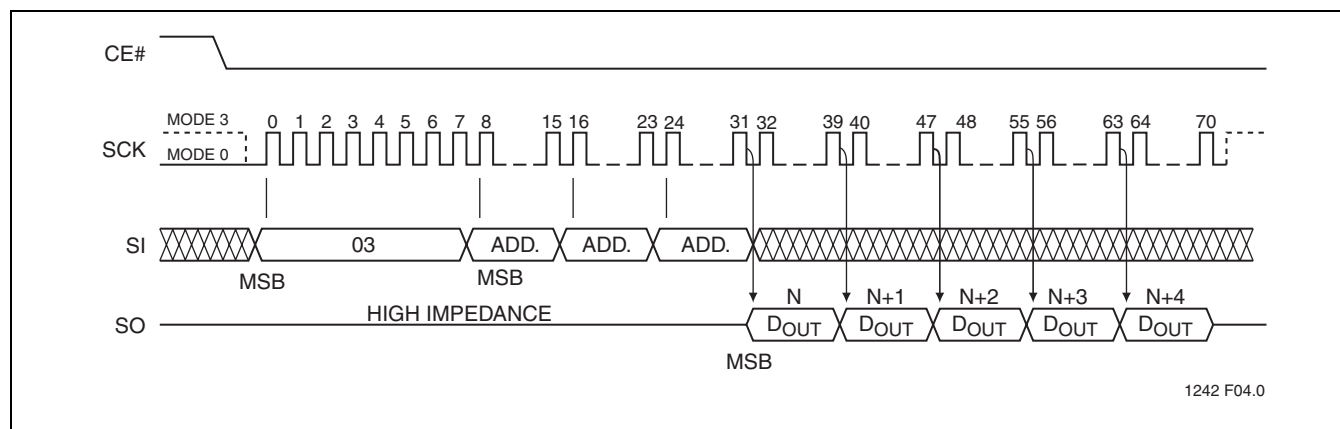 CE#
MODE 3
SCK
MODE 0
0 1 2 3 4 5 6 7 8 15 16 23 24 31 32 39 40 47 48 55 56 63 64 70
SI
03 ADD. ADD. ADD.
MSB MSB
N N+1 N+2 N+3 N+4
HIGH IMPEDANCE
SO
DOUT DOUT DOUT DOUT DOUT
MSB
1242 F04.0